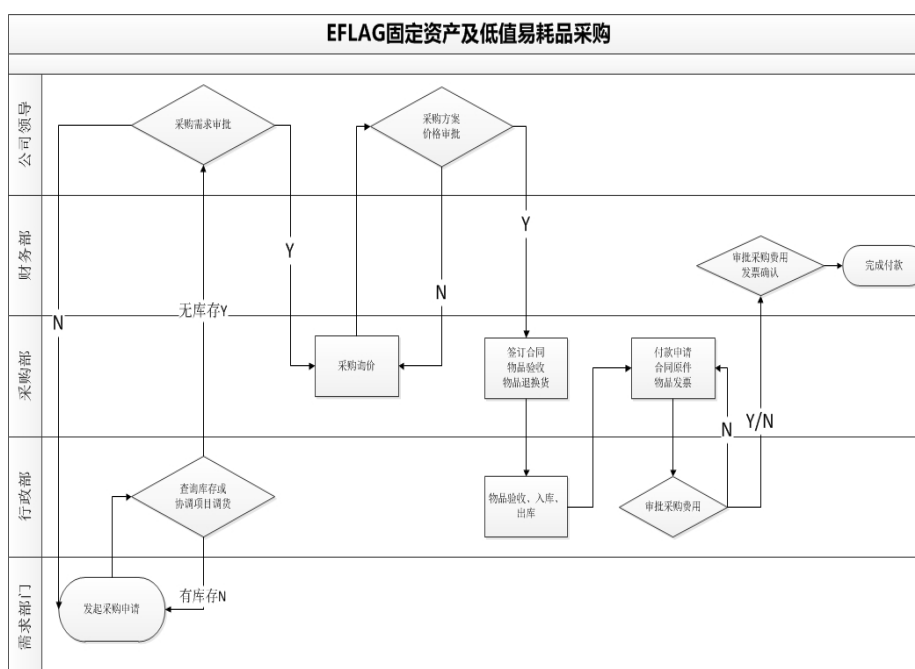 EFLAG固定资产及低值易耗品采购
公司领导
采购需求审批
采购方案
价格审批
财务部
Y
Y
N
N
无库存Y
审批采购费用
发票确认
完成付款
采购部
采购询价
签订合同
物品验收
物品退换货
付款申请
合同原件
物品发票
N
Y/N
行政部
查询库存或
协调项目调货
物品验收、入库、
出库
审批采购费用
需求部门
发起采购申请
有库存N